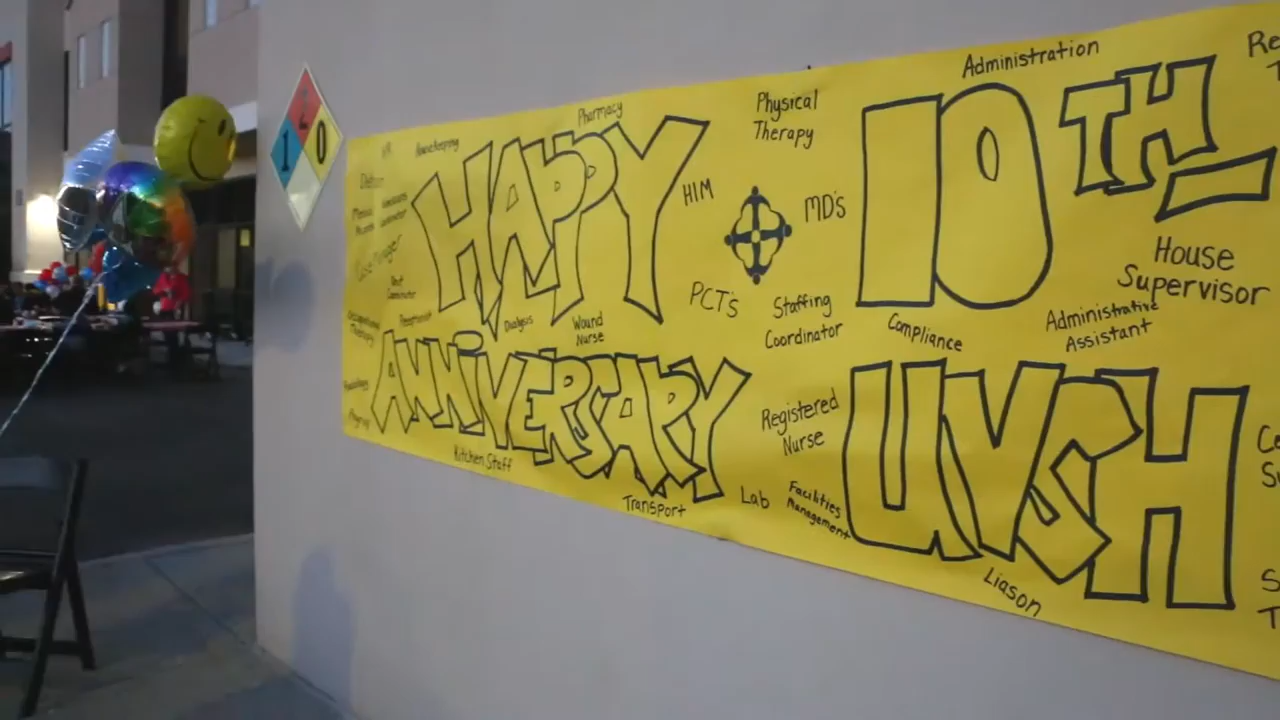 2
1
0
Administration
Pharmacy
Physical
Therapy
HR
Housekeeping
HAPPY
10TH
HIM
MD's
Case Manager
House
Supervisor
PCT's
Staffing
Coordinator
Compliance
Administrative
Assistant
Dialysis
Wound
Nurse
ANNiVERSARY
UVSH
Registered
Nurse
Kitchen Staff
Transport
Lab
Facilities
Management
Liason